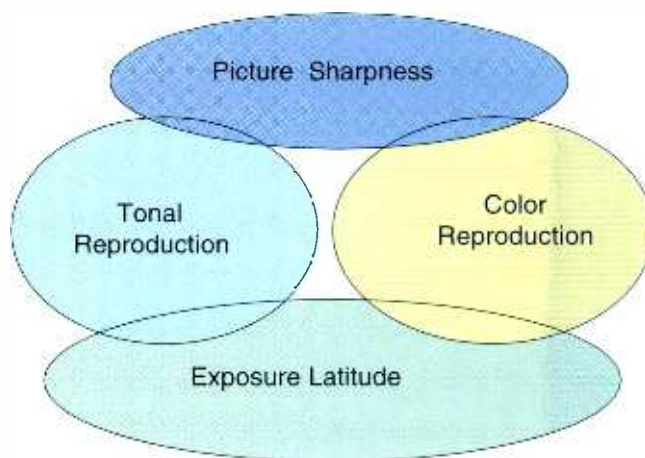 Picture Sharpness
Tonal
Reproduction
Color
Reproduction
Exposure Latitude